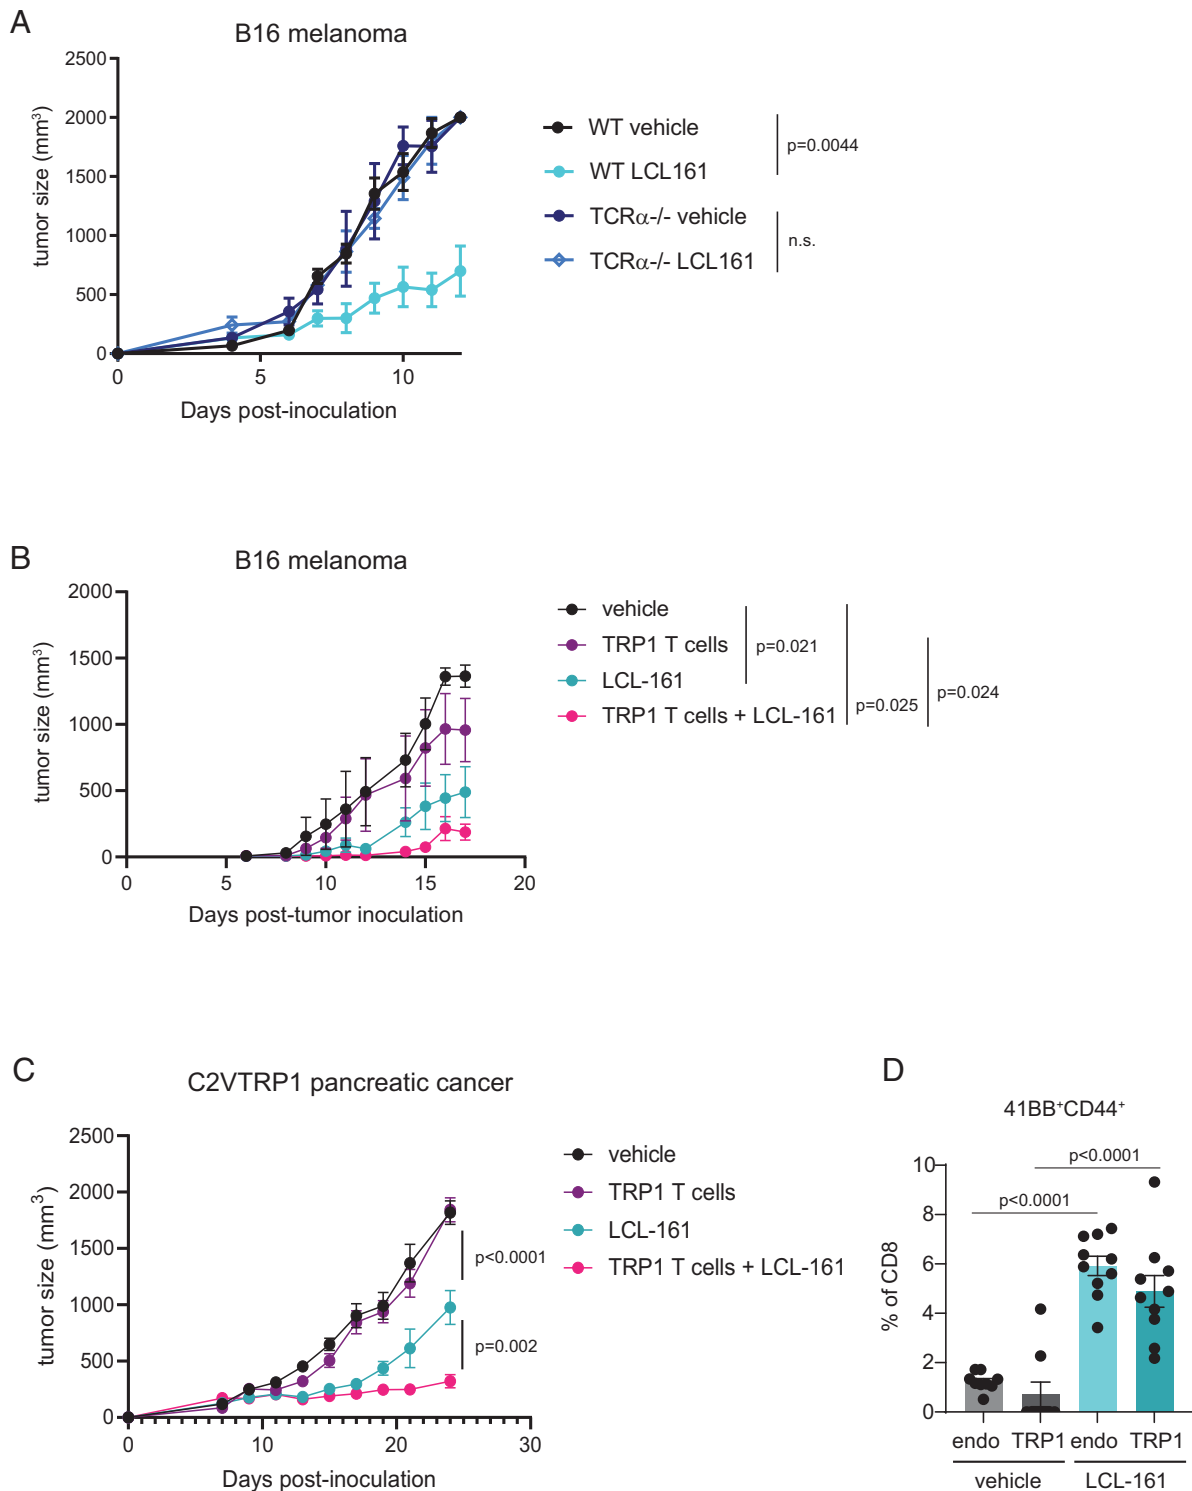 A
B16 melanoma
2500
2000
1500
1000
500
0
tumor size (mm³)
0 5 10
Days post-inoculation
WT vehicle
WT LCL161
TCRα-/- vehicle
TCRα-/- LCL161
p=0.0044
n.s.
B
B16 melanoma
2000
1500
1000
500
0
tumor size (mm³)
0 5 10 15 20
Days post-tumor inoculation
vehicle
TRP1 T cells
LCL-161
TRP1 T cells + LCL-161
p=0.021
p=0.025
p=0.024
C
C2VTRP1 pancreatic cancer
2500
2000
1500
1000
500
0
tumor size (mm³)
0 10 20 30
Days post-inoculation
vehicle
TRP1 T cells
LCL-161
TRP1 T cells + LCL-161
p<0.0001
p=0.002
D
41BB⁺CD44⁺
p<0.0001
p<0.0001
10
8
6
4
2
0
% of CD8
endo TRP1 endo TRP1
vehicle LCL-161